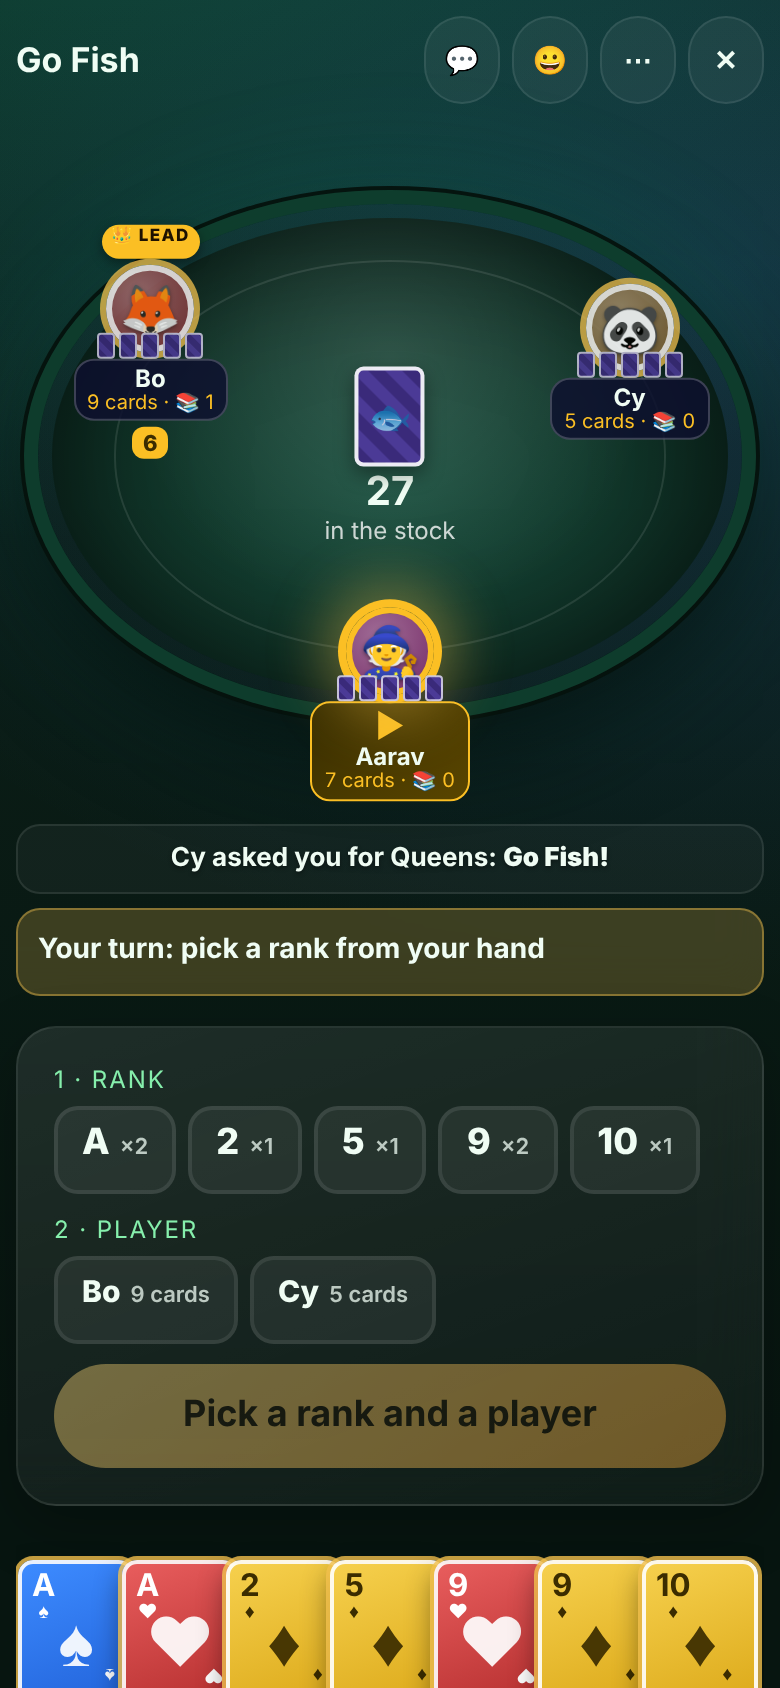 Go Fish
LEAD
Bo
9 cards · 📚 1
6
Cy
5 cards · 📚 0
27
in the stock
Aarav
7 cards · 📚 0
Cy asked you for Queens: Go Fish!
Your turn: pick a rank from your hand
1 · RANK
A ×2 2 ×1 5 ×1 9 ×2 10 ×1
2 · PLAYER
Bo 9 cards Cy 5 cards
Pick a rank and a player
A A 2 5 9 9 10